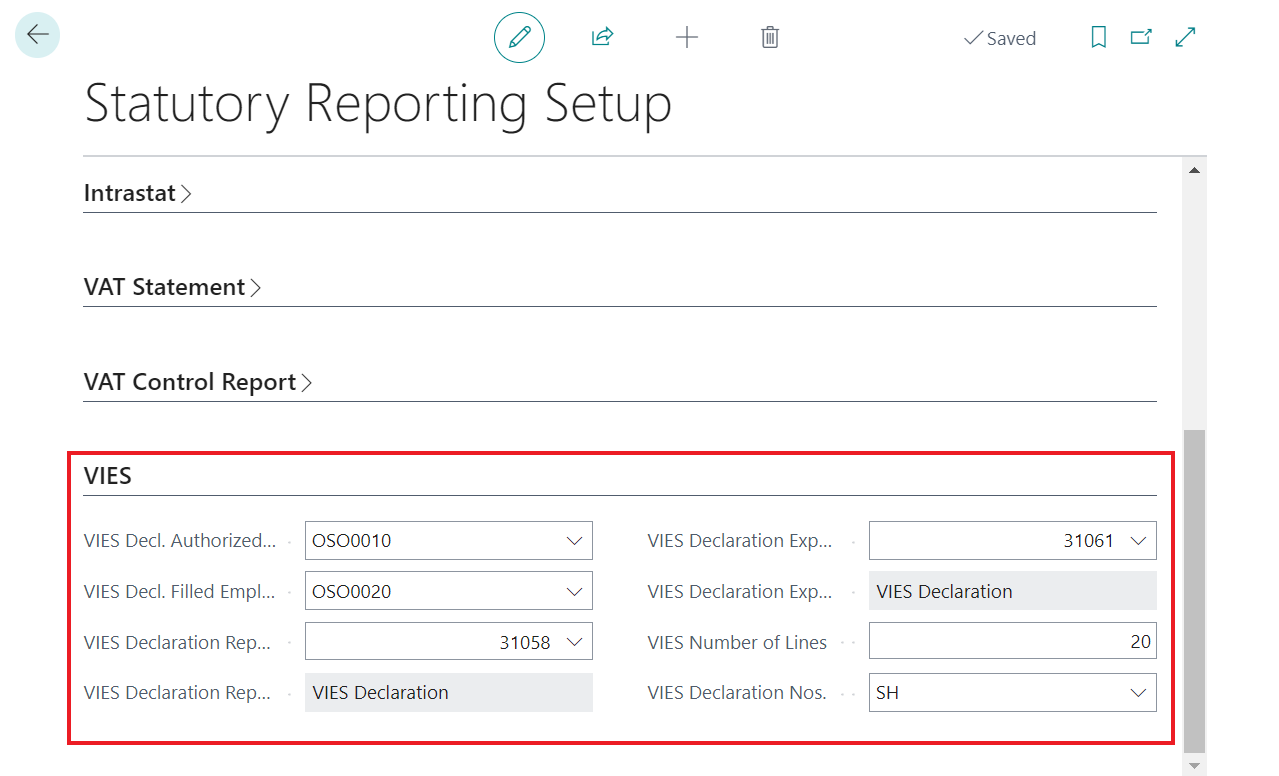 Saved
Statutory Reporting Setup
Intrastat
VAT Statement
VAT Control Report
VIES
VIES Decl. Authorized... OSO0010
VIES Decl. Filled Empl... OSO0020
VIES Declaration Rep... 31058
VIES Declaration Rep... VIES Declaration
VIES Declaration Exp... 31061
VIES Declaration Exp... VIES Declaration
VIES Number of Lines 20
VIES Declaration Nos. SH